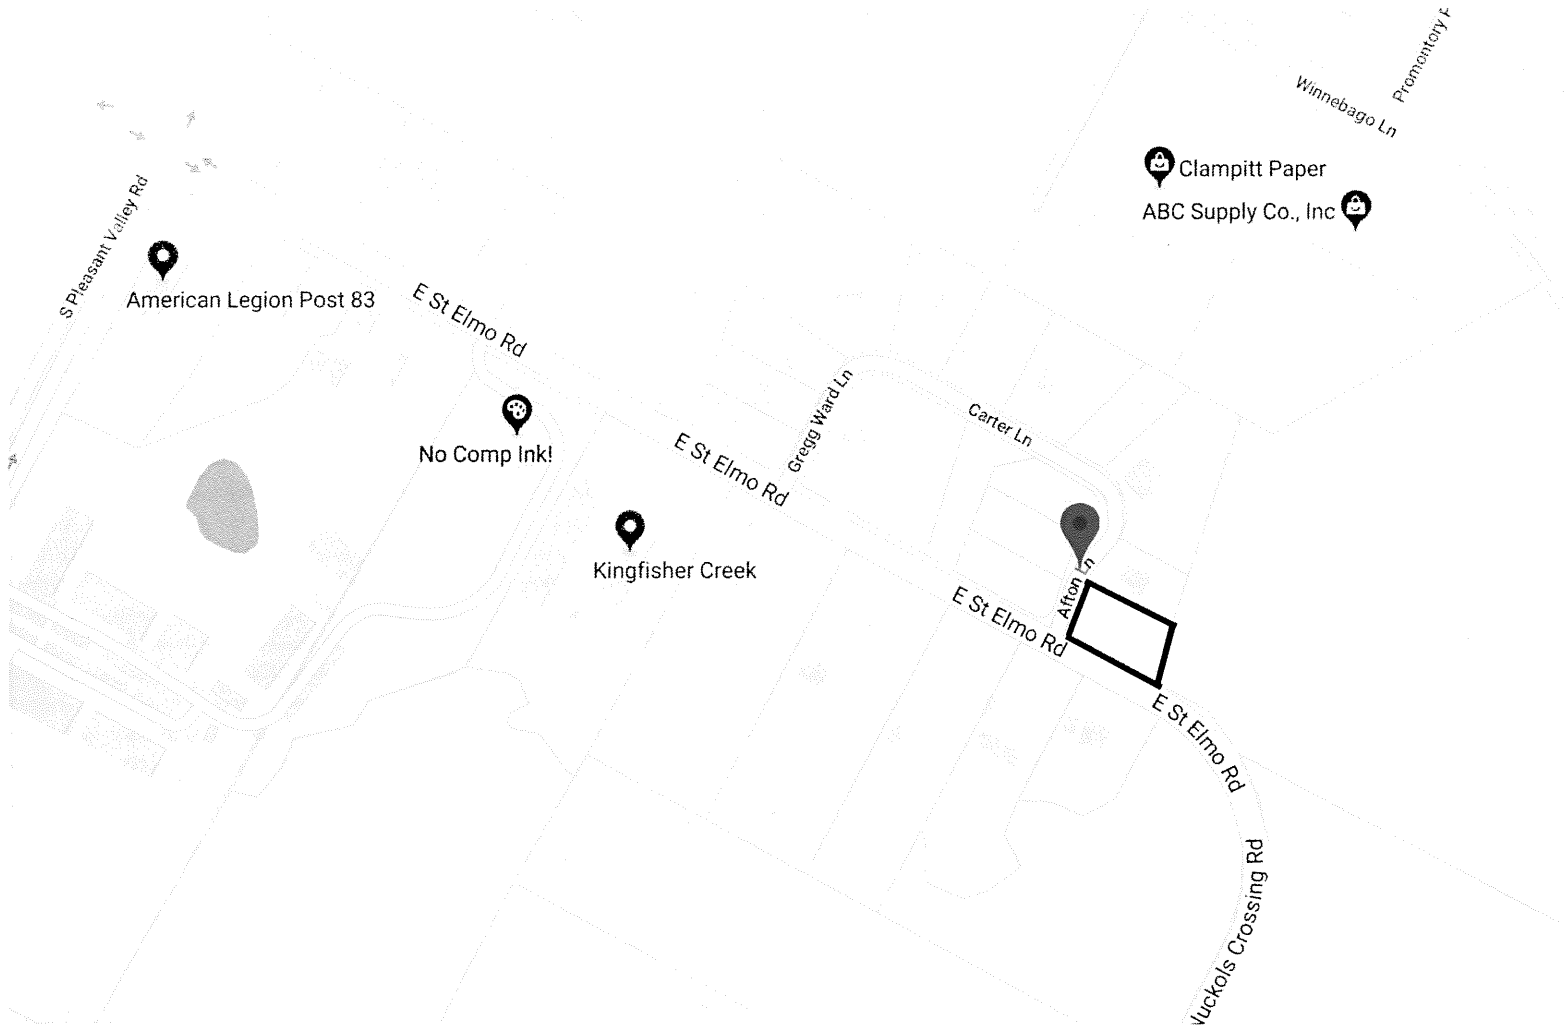 Promontory
Winnebago Ln
Clampitt Paper
ABC Supply Co., Inc
S Pleasant Valley Rd
American Legion Post 83
E St Elmo Rd
No Comp Ink!
E St Elmo Rd
Gregg Ward Ln
Carter Ln
Kingfisher Creek
Afton Ln
E St Elmo Rd
E St Elmo Rd
Nuckols Crossing Rd